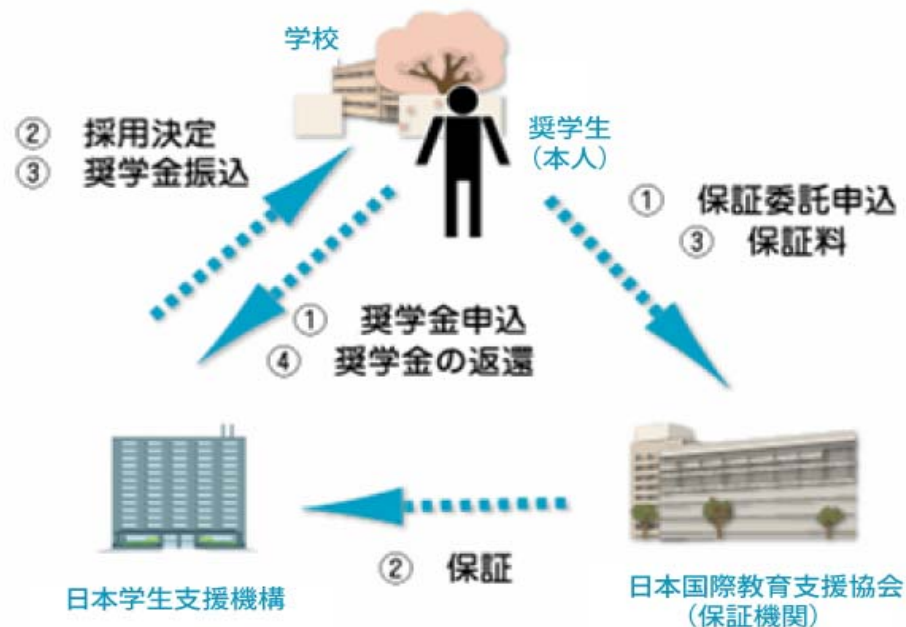 学校
奨学生
（本人）
② 採用決定
③ 奨学金振込
① 保証委託申込
③ 保証料
① 奨学金申込
④ 奨学金の返還
② 保証
日本学生支援機構
日本国際教育支援協会
（保証機関）